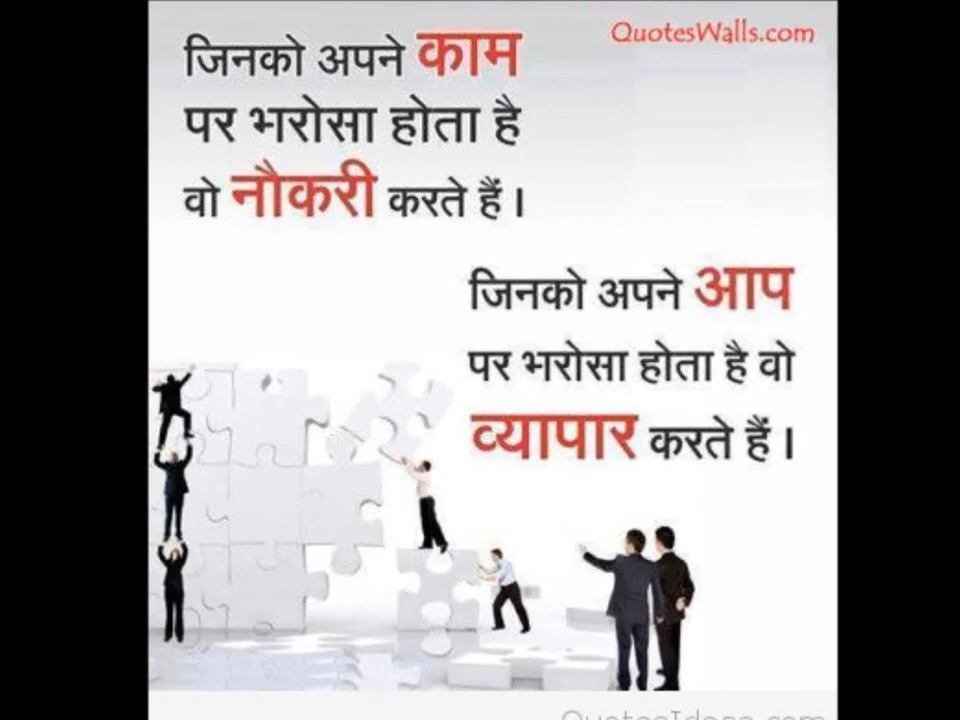 QuotesWalls.com
जिनको अपने काम
पर भरोसा होता है
वो नौकरी करते हैं ।
जिनको अपने आप
पर भरोसा होता है वो
व्यापार करते हैं ।